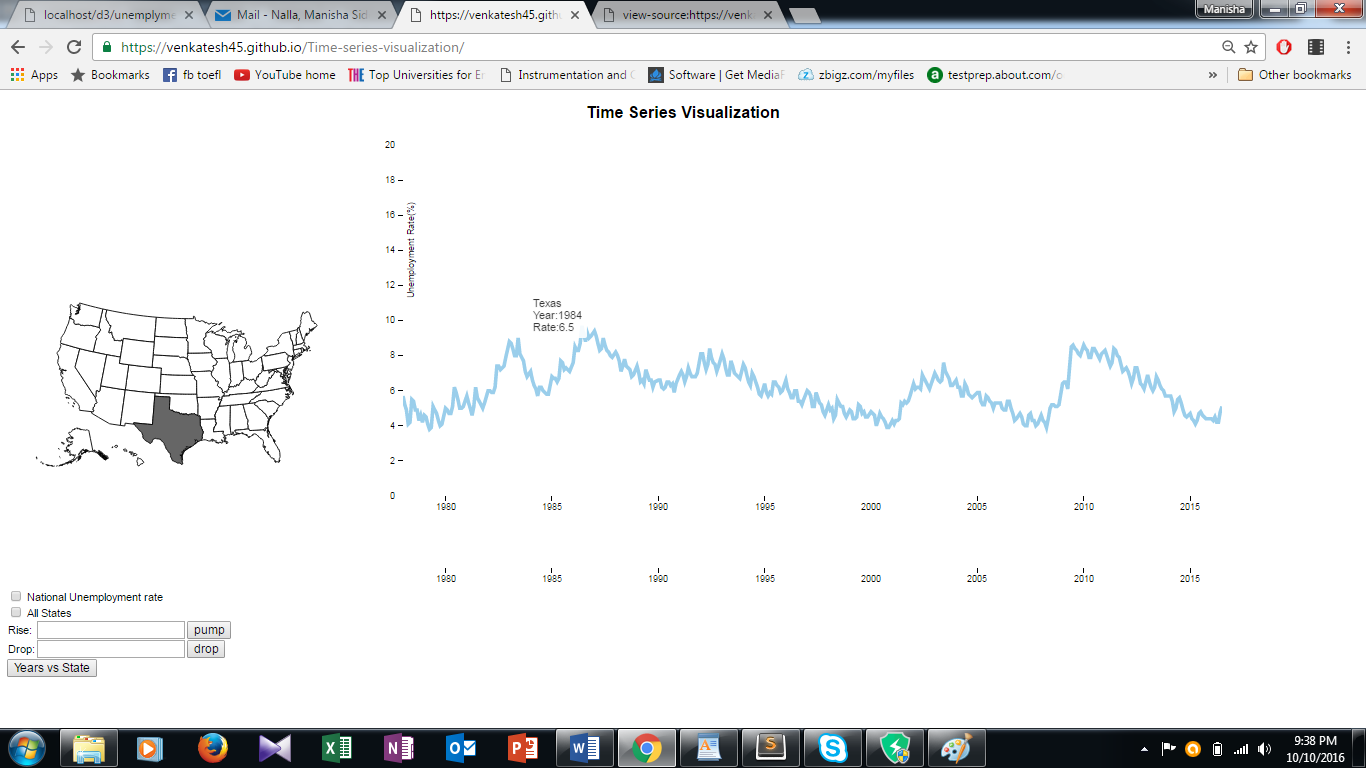 localhost/d3/unemplyme
Mail - Nalla, Manisha Sid
https://venkatesh45.gith
view-source:https://venk
Manisha
https://venkatesh45.github.io/Time-series-visualization/
Apps
Bookmarks
fb toefl
YouTube home
THE Top Universities for En
Instrumentation and C
Software | Get MediaF
zbigz.com/myfiles
a testprep.about.com/o
» Other bookmarks
Time Series Visualization
20
18
16
14
12
10
8
6
4
2
0
Unemployment Rate(%)
Texas
Year:1984
Rate:6.5
1980 1985 1990 1995 2000 2005 2010 2015
1980 1985 1990 1995 2000 2005 2010 2015
National Unemployment rate
All States
Rise: pump
Drop: drop
Years vs State
9:38 PM
10/10/2016